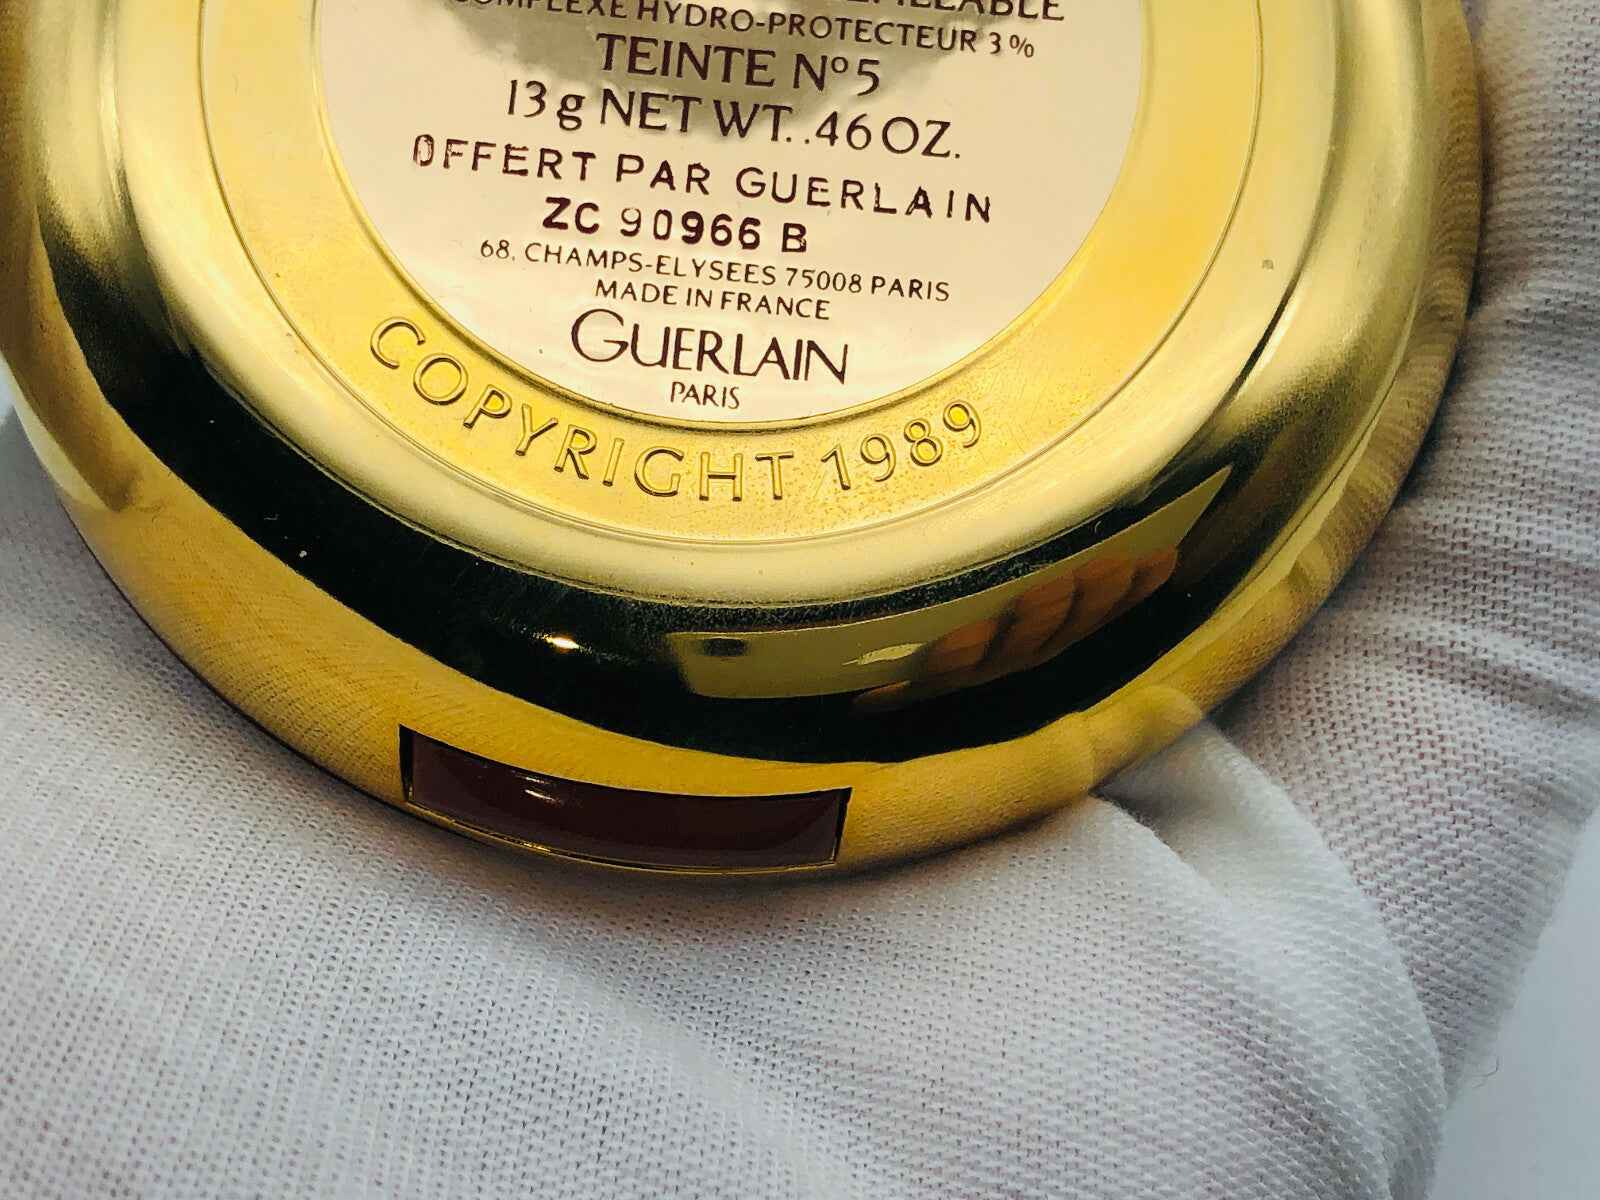 COMPLEXE HYDRO-PROTECTEUR 3%
TEINTE Nº 5
13 g NET WT. .46 OZ.
OFFERT PAR GUERLAIN
ZC 90966 B
68, CHAMPS-ELYSEES 75008 PARIS
MADE IN FRANCE
GUERLAIN
PARIS
COPYRIGHT 1989